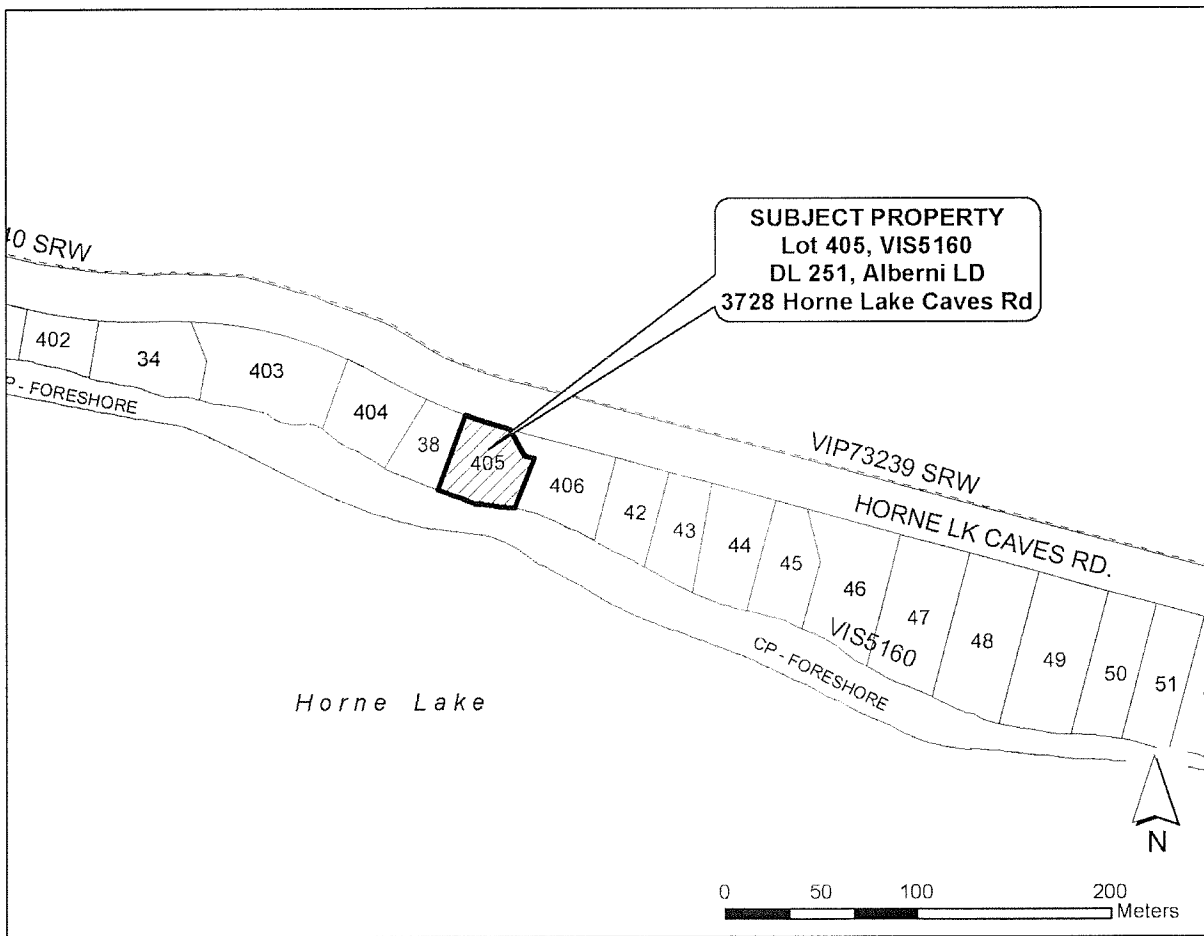 SUBJECT PROPERTY
Lot 405, VIS5160
DL 251, Alberni LD
3728 Horne Lake Caves Rd
40 SRW
402
34
403
404
38
405
406
42
43
44
45
46
47
48
49
50
51
P - FORESHORE
VIP73239 SRW
HORNE LK CAVES RD.
VIS5160
CP - FORESHORE
Horne Lake
N
0 50 100 200
Meters